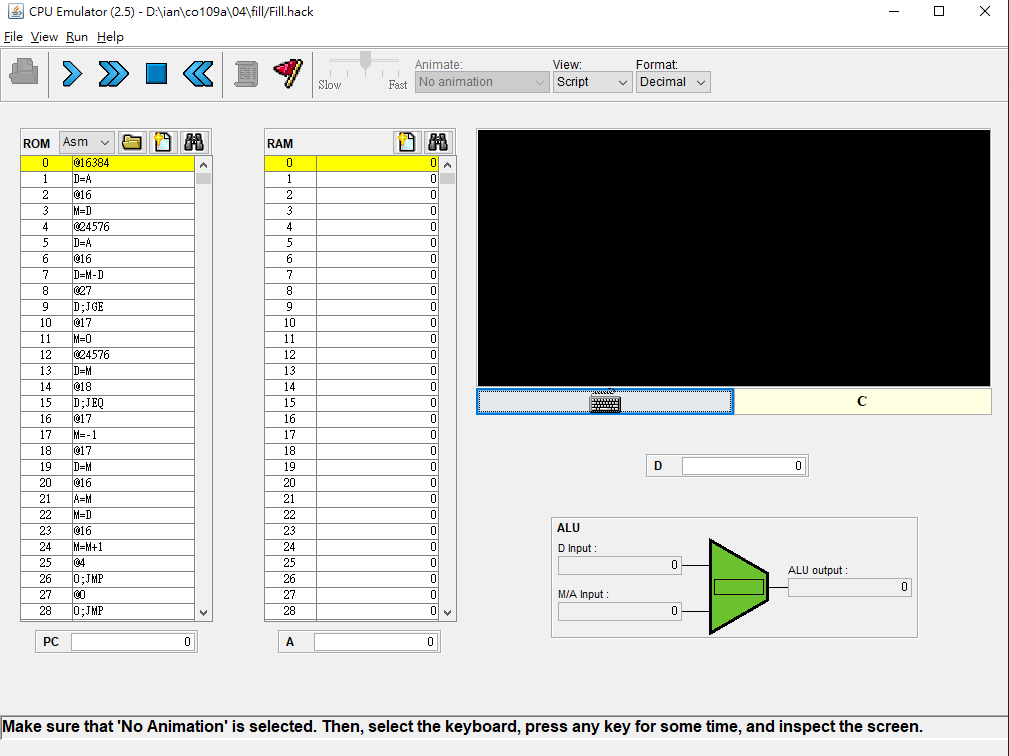 CPU Emulator (2.5) - D:\ian\co109a\04\fill/Fill.hack
File View Run Help
Slow Fast
Animate:
No animation
View:
Script
Format:
Decimal
ROM Asm
0 @16384
1 D=A
2 @16
3 M=D
4 @24576
5 D=A
6 @16
7 D=M-D
8 @27
9 D;JGE
10 @17
11 M=0
12 @24576
13 D=M
14 @18
15 D;JEQ
16 @17
17 M=-1
18 @17
19 D=M
20 @16
21 A=M
22 M=D
23 @16
24 M=M+1
25 @4
26 0;JMP
27 @0
28 0;JMP
PC 0
RAM
0 0
1 0
2 0
3 0
4 0
5 0
6 0
7 0
8 0
9 0
10 0
11 0
12 0
13 0
14 0
15 0
16 0
17 0
18 0
19 0
20 0
21 0
22 0
23 0
24 0
25 0
26 0
27 0
28 0
A 0
C
D 0
ALU
D Input :
0
M/A Input :
0
ALU output :
0
Make sure that 'No Animation' is selected. Then, select the keyboard, press any key for some time, and inspect the screen.